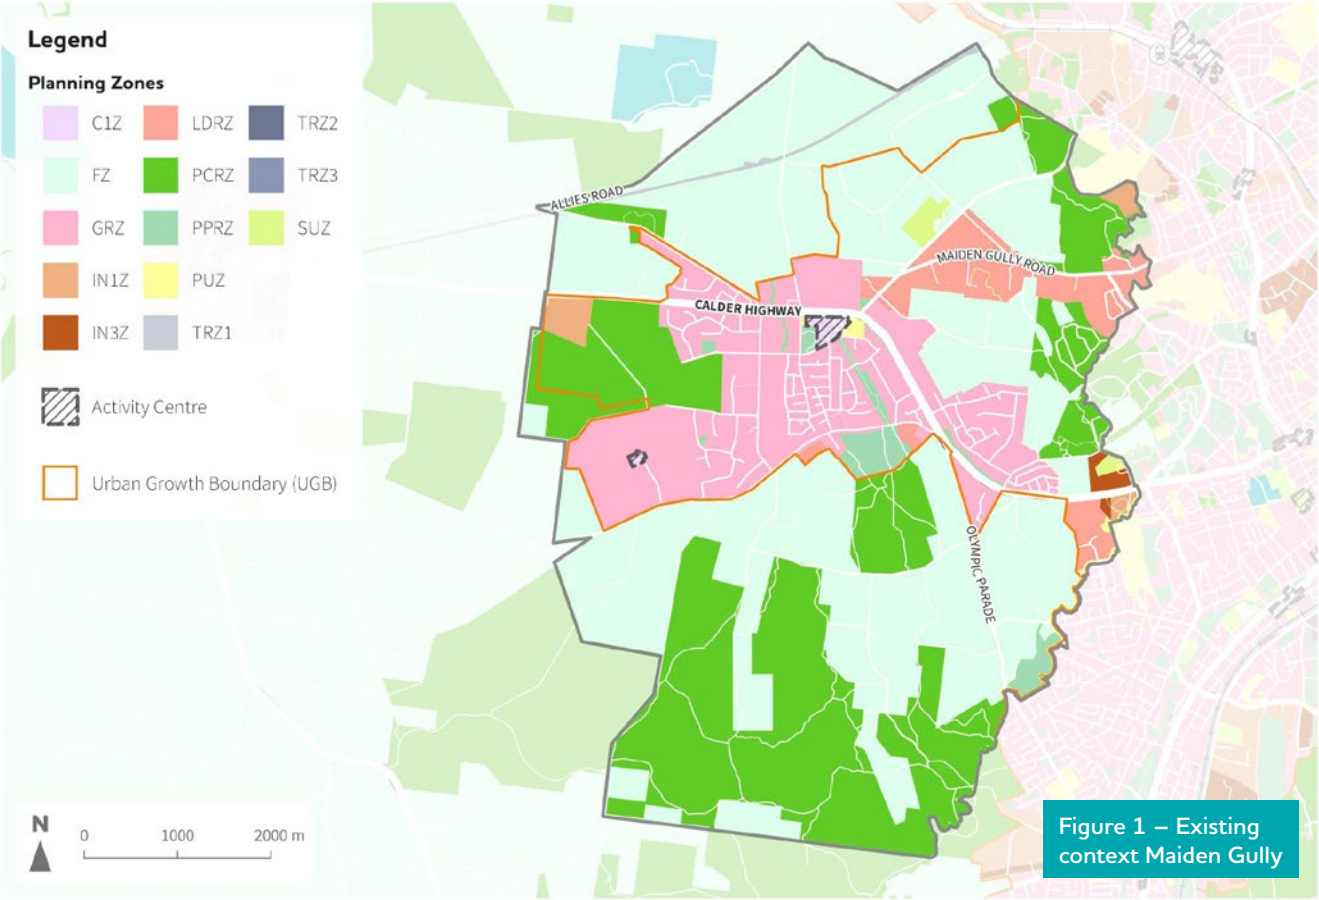 Legend
Planning Zones
C1Z
LDRZ
TRZ2
FZ
PCRZ
TRZ3
GRZ
PPRZ
SUZ
IN1Z
PUZ
IN3Z
TRZ1
Activity Centre
Urban Growth Boundary (UGB)
ALLIES ROAD
MAIDEN GULLY ROAD
CALDER HIGHWAY
OLYMPIC PARADE
N
0 1000 2000 m
Figure 1 – Existing
context Maiden Gully